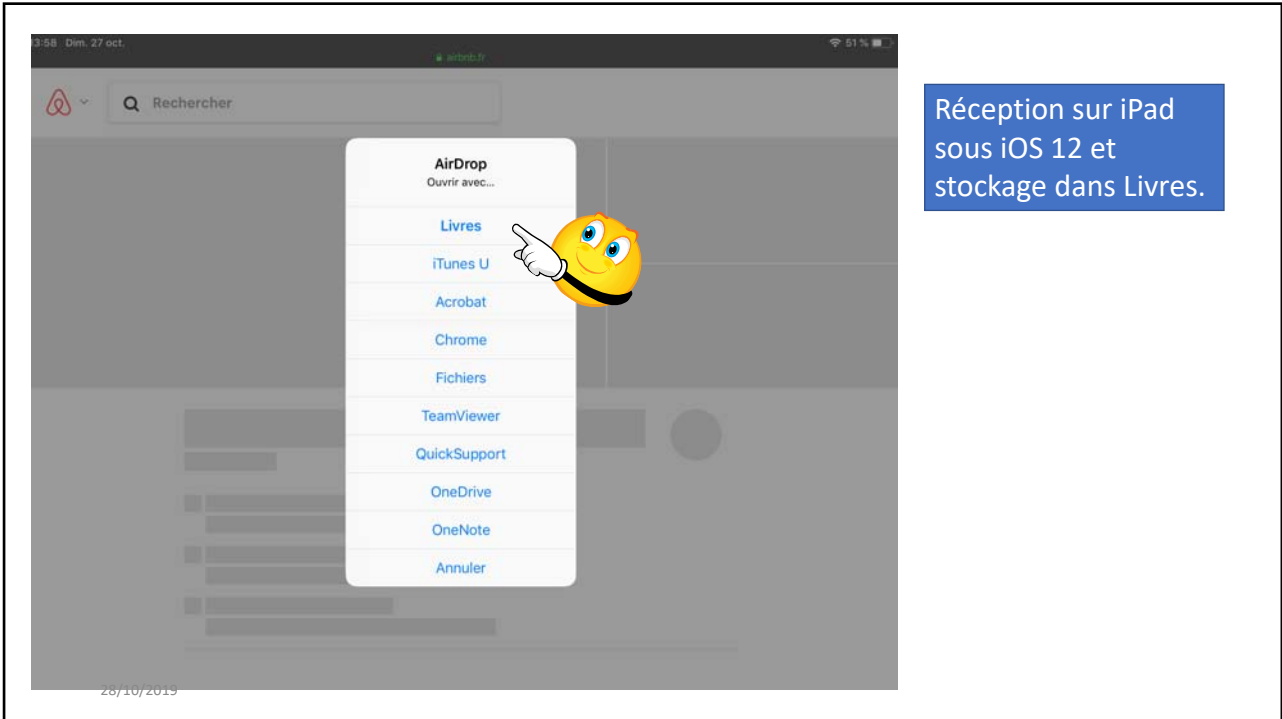 13:58 Dim. 27 oct.
airbnb.fr
51 %
Rechercher
AirDrop
Ouvrir avec...
Livres
iTunes U
Acrobat
Chrome
Fichiers
TeamViewer
QuickSupport
OneDrive
OneNote
Annuler
Réception sur iPad
sous iOS 12 et
stockage dans Livres.
28/10/2019